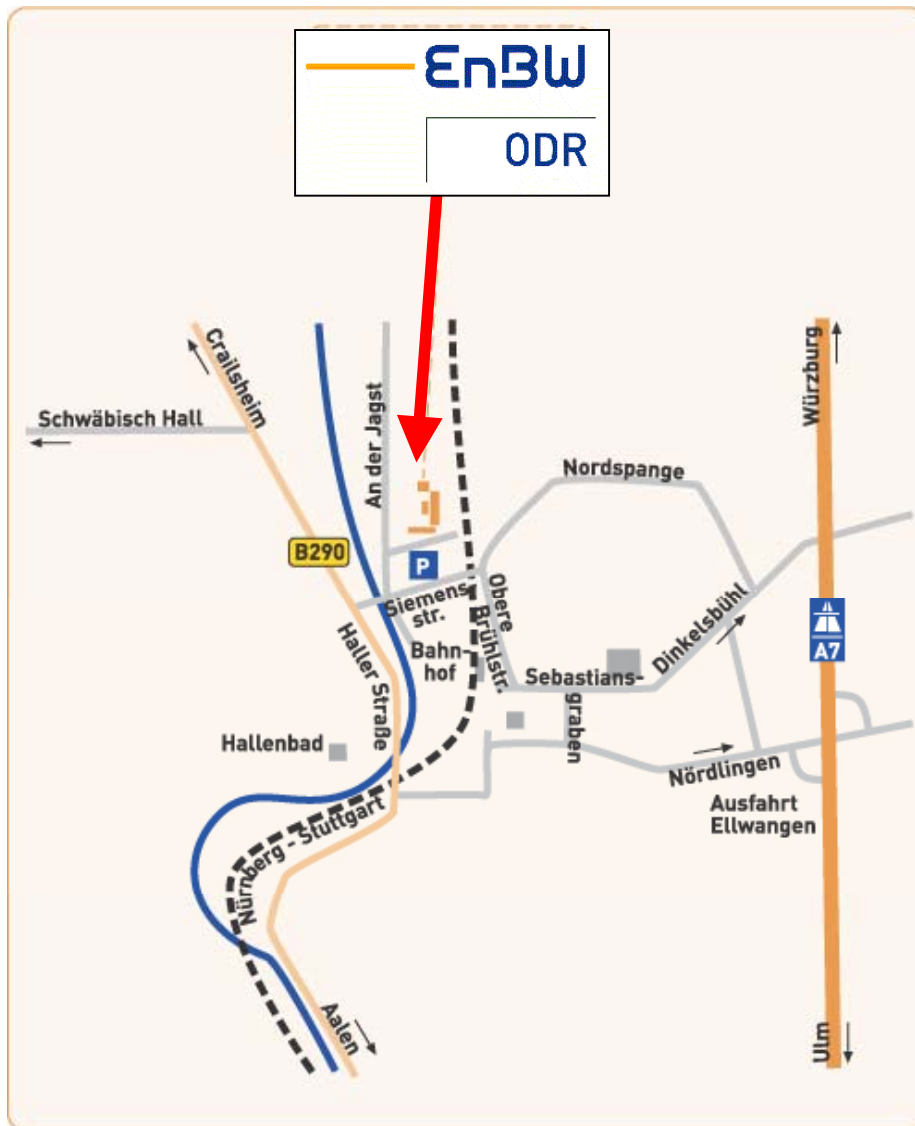 EnBW
ODR
Crailsheim
Schwäbisch Hall
An der Jagst
Würzburg
Nordspange
B290
P
Siemens
str.
Obere
Brühlstr.
Dinkelsbühl
A7
Haller Straße
Bahn-
hof
Sebastians-
graben
Hallenbad
Nördlingen
Ausfahrt
Ellwangen
Nürnberg - Stuttgart
Aalen
Ulm